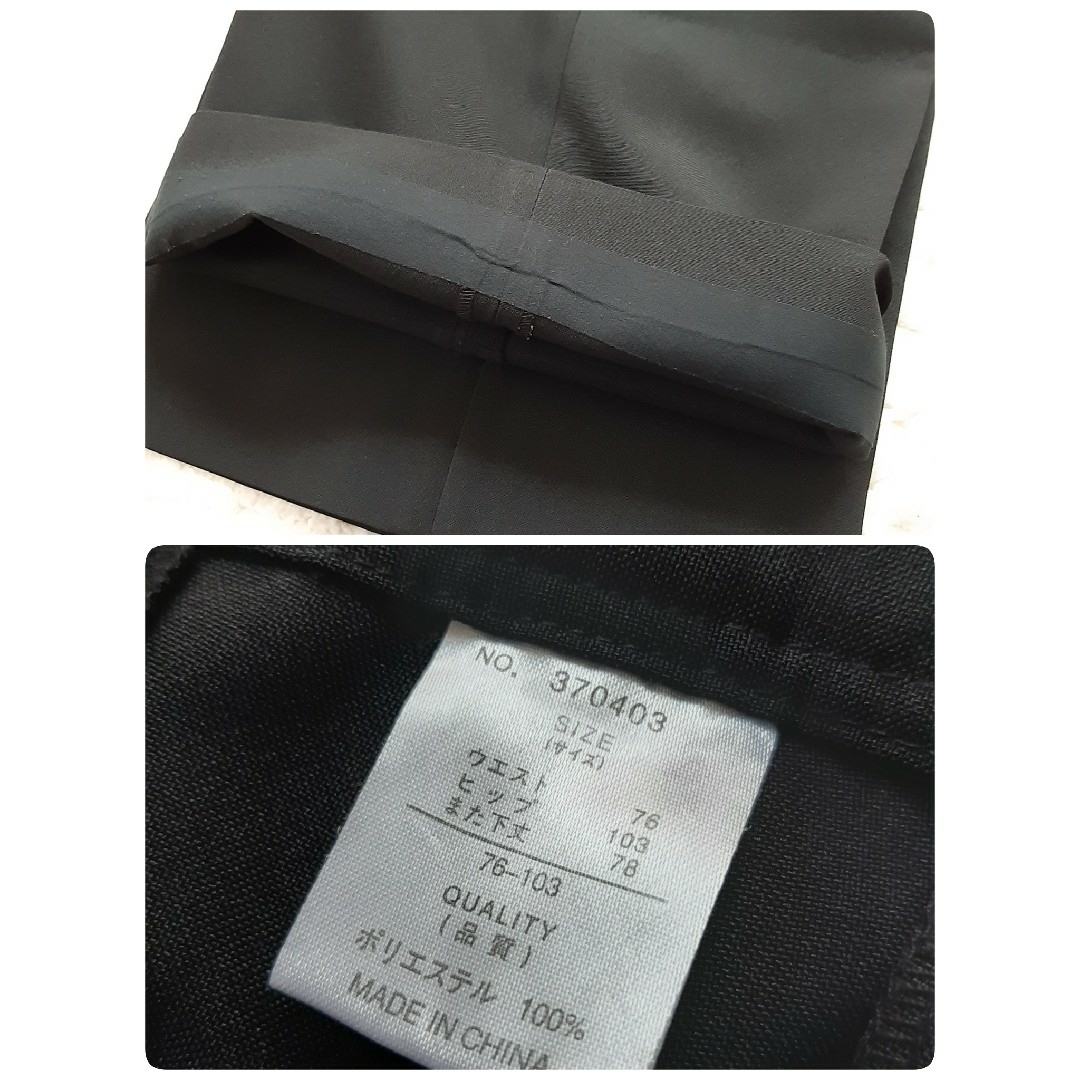 NO. 370403
SIZE
(サイズ)
ウエスト 76
ヒップ 103
また下丈 78
76-103
QUALITY
(品質)
ポリエステル 100%
MADE IN CHINA